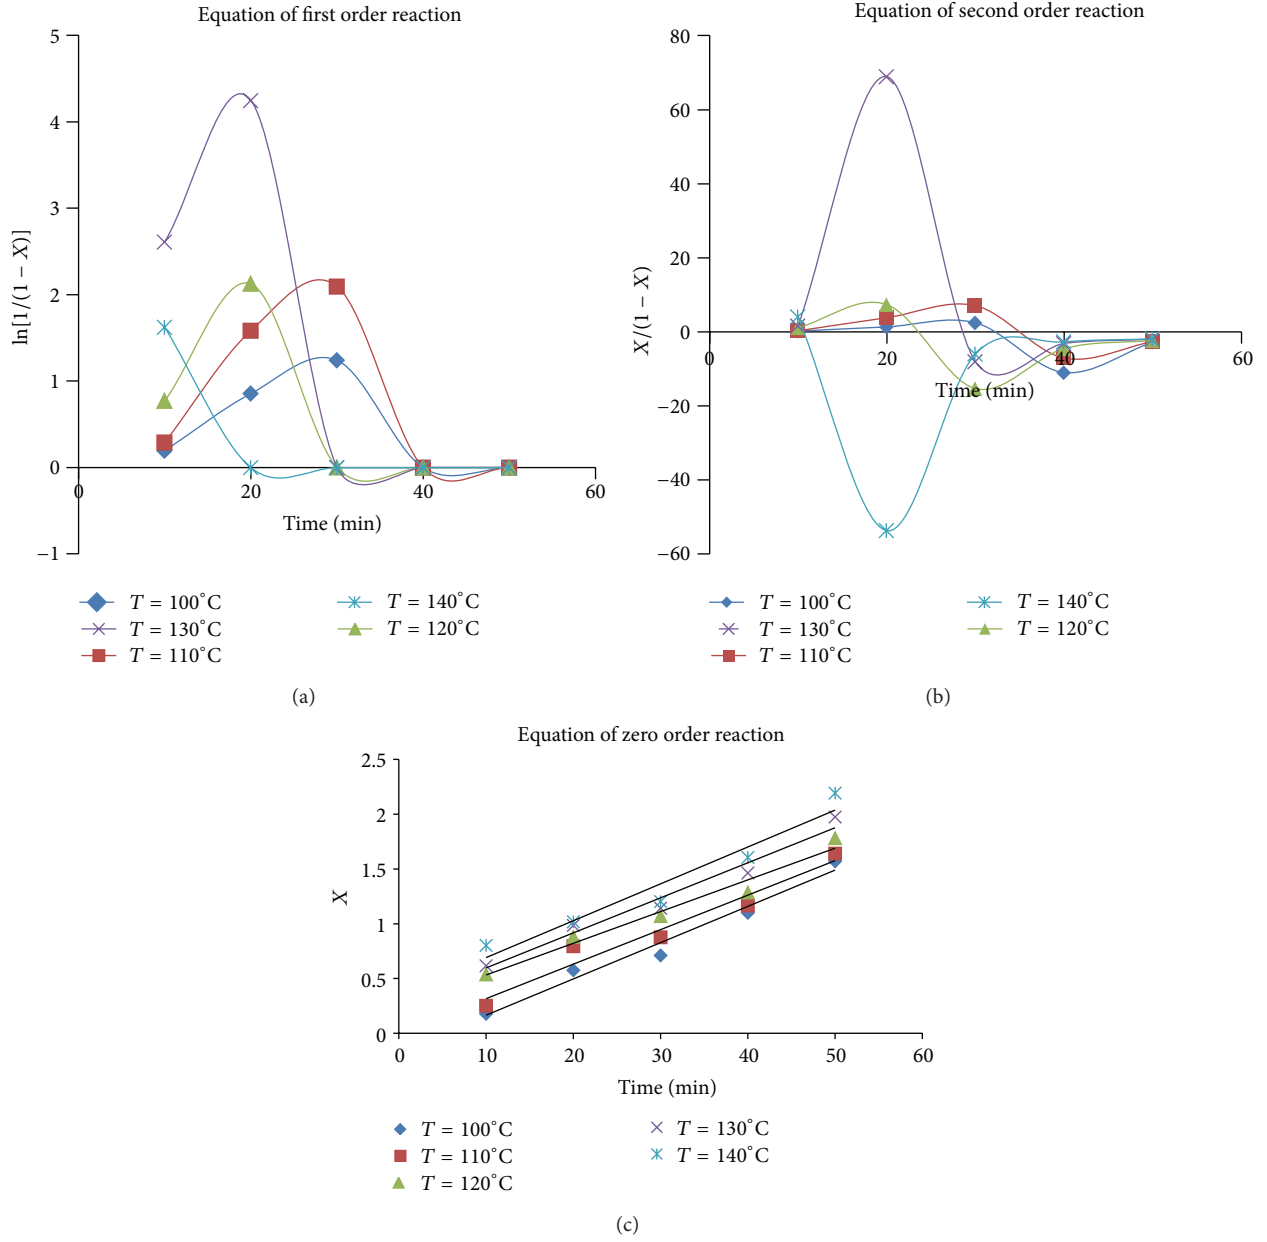 Equation of first order reaction
5
4
3
2
1
0
−1
ln[1/(1 − X)]
0
20
40
60
Time (min)
T = 100°C
T = 140°C
T = 130°C
T = 120°C
T = 110°C
(a)
Equation of second order reaction
80
60
40
20
0
−20
−40
−60
X/(1 − X)
0
20
40
60
Time (min)
T = 100°C
T = 140°C
T = 130°C
T = 120°C
T = 110°C
(b)
Equation of zero order reaction
2.5
2
1.5
1
0.5
0
X
0
10
20
30
40
50
60
Time (min)
T = 100°C
T = 130°C
T = 110°C
T = 140°C
T = 120°C
(c)